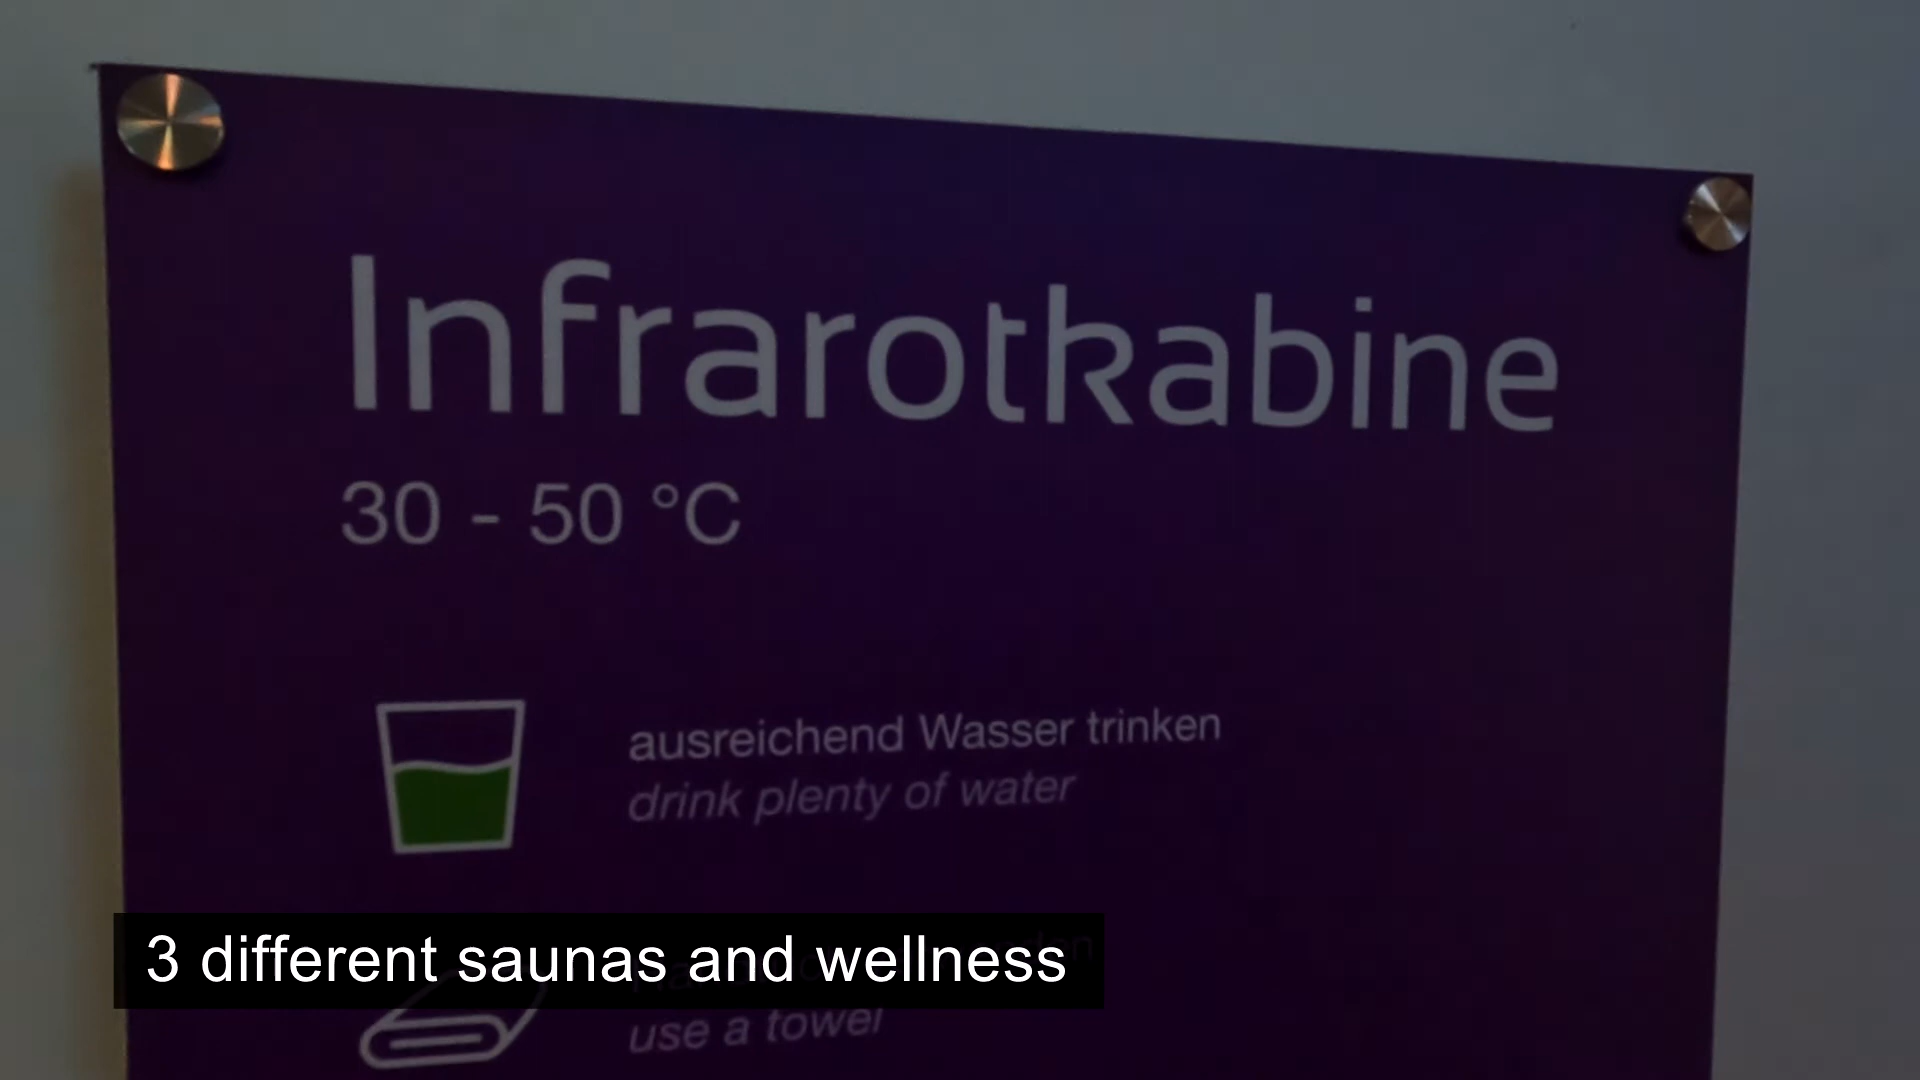 Infrarotkabine
30 - 50 °C
ausreichend Wasser trinken
drink plenty of water
3 different saunas and wellness
use a towel